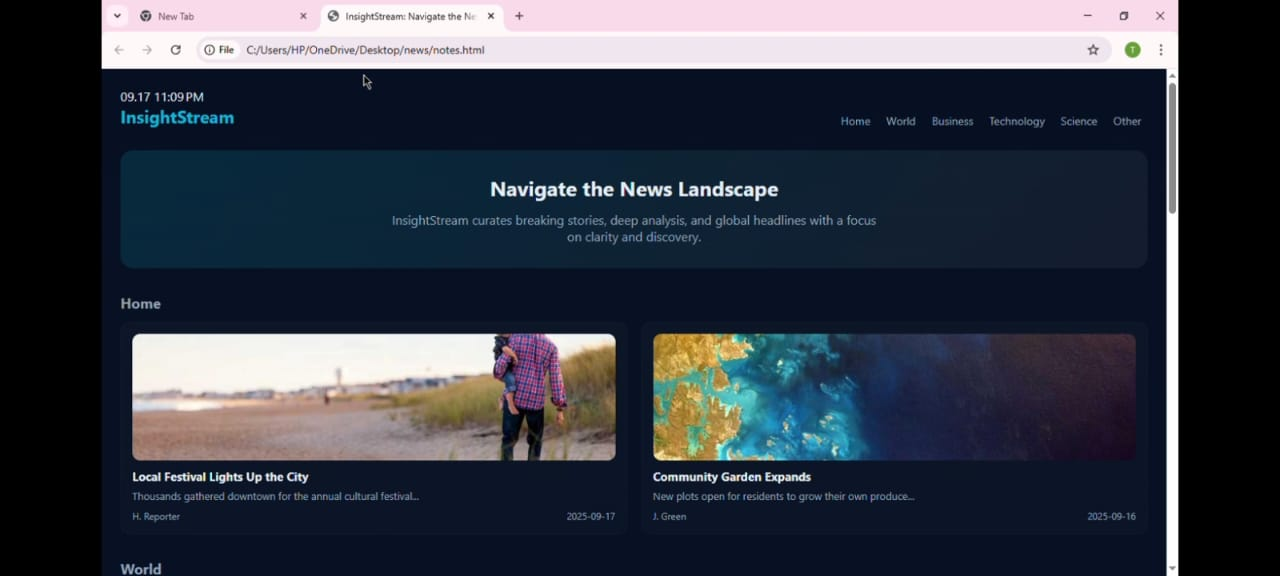 New Tab
InsightStream: Navigate the Ne
File
C:/Users/HP/OneDrive/Desktop/news/notes.html
T
09.17 11:09 PM
InsightStream
Home World Business Technology Science Other
Navigate the News Landscape
InsightStream curates breaking stories, deep analysis, and global headlines with a focus
on clarity and discovery.
Home
Local Festival Lights Up the City
Thousands gathered downtown for the annual cultural festival...
H. Reporter 2025-09-17
Community Garden Expands
New plots open for residents to grow their own produce...
J. Green 2025-09-16
World